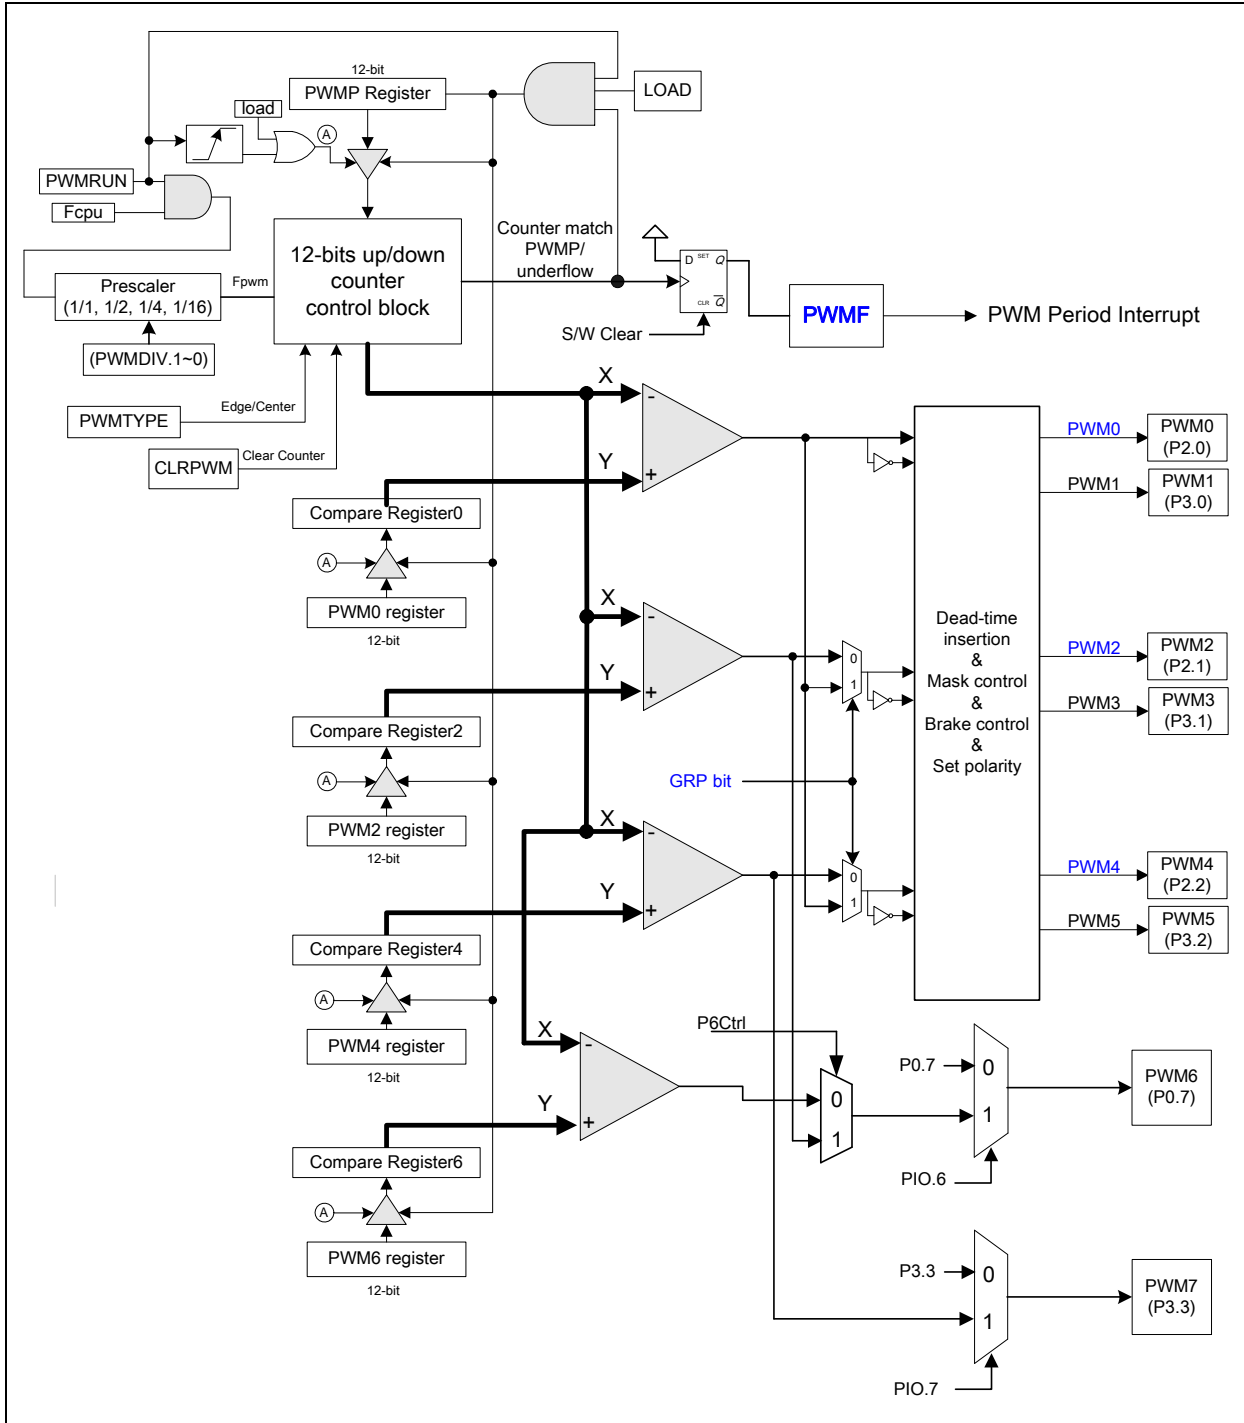 12-bit
PWMP Register
LOAD
load
A
PWMRUN
Fcpu
12-bits up/down
counter
control block
Counter match
PWMP/
underflow
D
SET
Q
CLR
Q
S/W Clear
PWMF
PWM Period Interrupt
Prescaler
(1/1, 1/2, 1/4, 1/16)
Fpwm
(PWMDIV.1~0)
PWMTYPE
Edge/Center
CLRPWM
Clear Counter
X
-
Y
+
Compare Register0
A
PWM0 register
12-bit
X
-
Y
+
Compare Register2
A
PWM2 register
12-bit
X
-
Y
+
Compare Register4
A
PWM4 register
12-bit
X
-
Y
+
Compare Register6
A
PWM6 register
12-bit
0
1
GRP bit
0
1
Dead-time
insertion
&
Mask control
&
Brake control
&
Set polarity
PWM0
PWM0
(P2.0)
PWM1
PWM1
(P3.0)
PWM2
PWM2
(P2.1)
PWM3
PWM3
(P3.1)
PWM4
PWM4
(P2.2)
PWM5
PWM5
(P3.2)
P6Ctrl
0
1
P0.7
0
1
PIO.6
PWM6
(P0.7)
P3.3
0
1
PIO.7
PWM7
(P3.3)